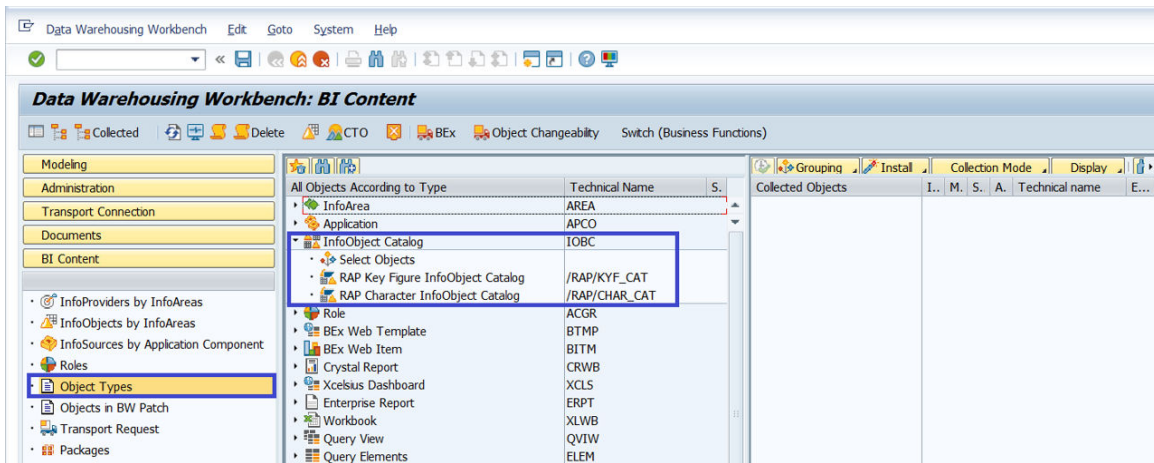 Data Warehousing Workbench Edit Goto System Help
Data Warehousing Workbench: BI Content
Collected Delete CTO BEx Object Changeability Switch (Business Functions)
Modeling
Administration
Transport Connection
Documents
BI Content
InfoProviders by InfoAreas
InfoObjects by InfoAreas
InfoSources by Application Component
Roles
Object Types
Objects in BW Patch
Transport Request
Packages
All Objects According to Type Technical Name S.
InfoArea AREA
Application APCO
InfoObject Catalog IOBC
Select Objects
RAP Key Figure InfoObject Catalog /RAP/KYF_CAT
RAP Character InfoObject Catalog /RAP/CHAR_CAT
Role ACGR
BEx Web Template BTMP
BEx Web Item BITM
Crystal Report CRWB
Xcelsius Dashboard XCLS
Enterprise Report ERPT
Workbook XLWB
Query View QVIW
Query Elements ELEM
Grouping Install Collection Mode Display
Collected Objects I.. M. S. A. Technical name E...